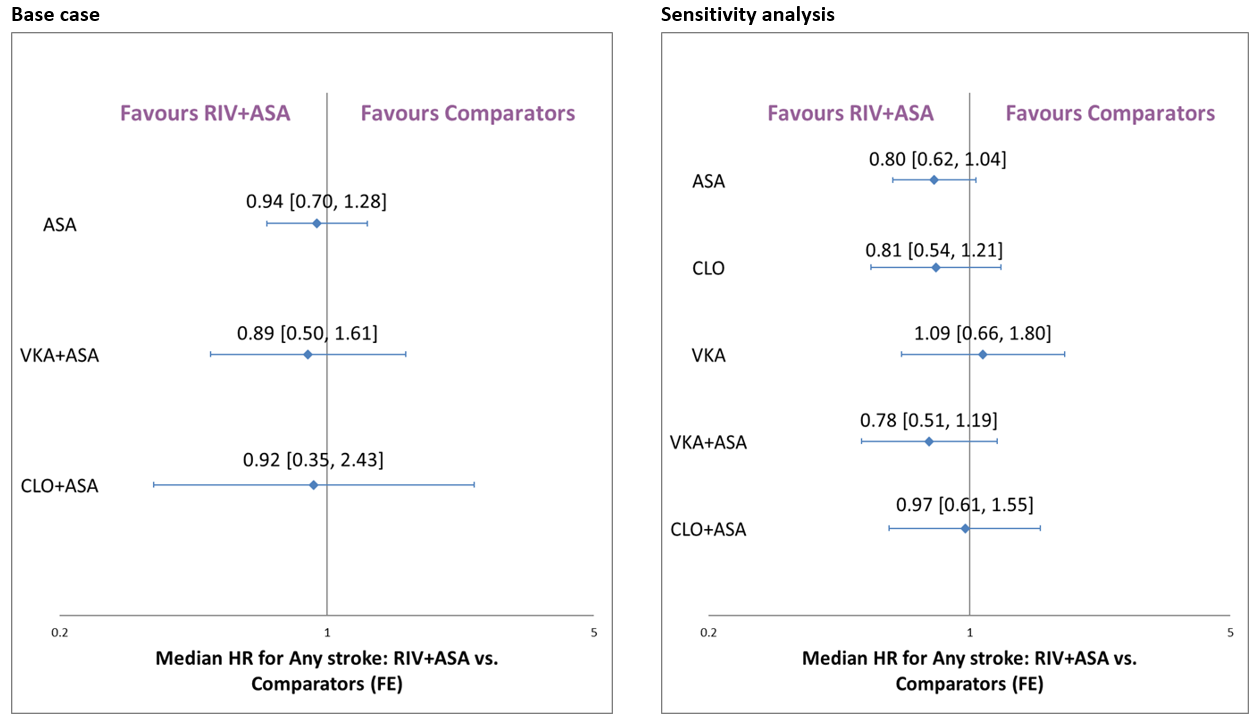 Base case
Favours RIV+ASA
Favours Comparators
0.94 [0.70, 1.28]
ASA
0.89 [0.50, 1.61]
VKA+ASA
0.92 [0.35, 2.43]
CLO+ASA
0.2
1
5
Median HR for Any stroke: RIV+ASA vs.
Comparators (FE)
Sensitivity analysis
Favours RIV+ASA
Favours Comparators
0.80 [0.62, 1.04]
ASA
0.81 [0.54, 1.21]
CLO
1.09 [0.66, 1.80]
VKA
0.78 [0.51, 1.19]
VKA+ASA
0.97 [0.61, 1.55]
CLO+ASA
0.2
1
5
Median HR for Any stroke: RIV+ASA vs.
Comparators (FE)